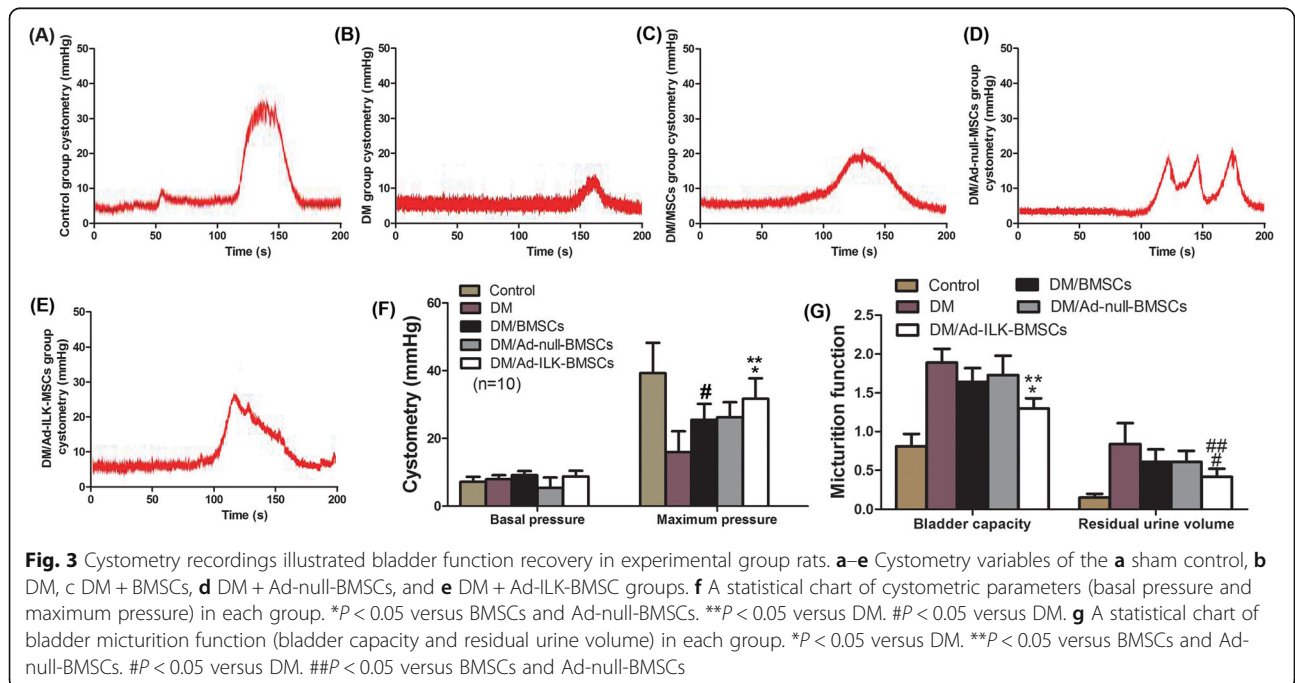 (A)
Control group cystometry (mmHg)
50
40
30
20
10
0
0 50 100 150 200
Time (s)
(B)
DM group cystometry (mmHg)
50
40
30
20
10
0
0 50 100 150 200
Time (s)
(C)
DM/MSCs group cystometry (mmHg)
50
40
30
20
10
0
0 50 100 150 200
Time (s)
(D)
DM/Ad-null-MSCs group
cystometry (mmHg)
50
40
30
20
10
0
0 50 100 150 200
Time (s)
(E)
DM/Ad-ILK-MSCs group
cystometry (mmHg)
50
40
30
20
10
0
0 50 100 150 200
Time (s)
(F)
Control
DM
DM/BMSCs
DM/Ad-null-BMSCs
DM/Ad-ILK-BMSCs
(n=10)
Cystometry (mmHg)
60
40
20
0
#
**
*
Basal pressure Maximum pressure
(G)
Control DM/BMSCs
DM DM/Ad-null-BMSCs
DM/Ad-ILK-BMSCs
Micturition function
2.5
2.0
1.5
1.0
0.5
0.0
**
*
##
#
Bladder capacity Residual urine volume
Fig. 3 Cystometry recordings illustrated bladder function recovery in experimental group rats. a–e Cystometry variables of the a sham control, b
DM, c DM + BMSCs, d DM + Ad-null-BMSCs, and e DM + Ad-ILK-BMSC groups. f A statistical chart of cystometric parameters (basal pressure and
maximum pressure) in each group. *P < 0.05 versus BMSCs and Ad-null-BMSCs. **P < 0.05 versus DM. #P < 0.05 versus DM. g A statistical chart of
bladder micturition function (bladder capacity and residual urine volume) in each group. *P < 0.05 versus DM. **P < 0.05 versus BMSCs and Ad-
null-BMSCs. #P < 0.05 versus DM. ##P < 0.05 versus BMSCs and Ad-null-BMSCs